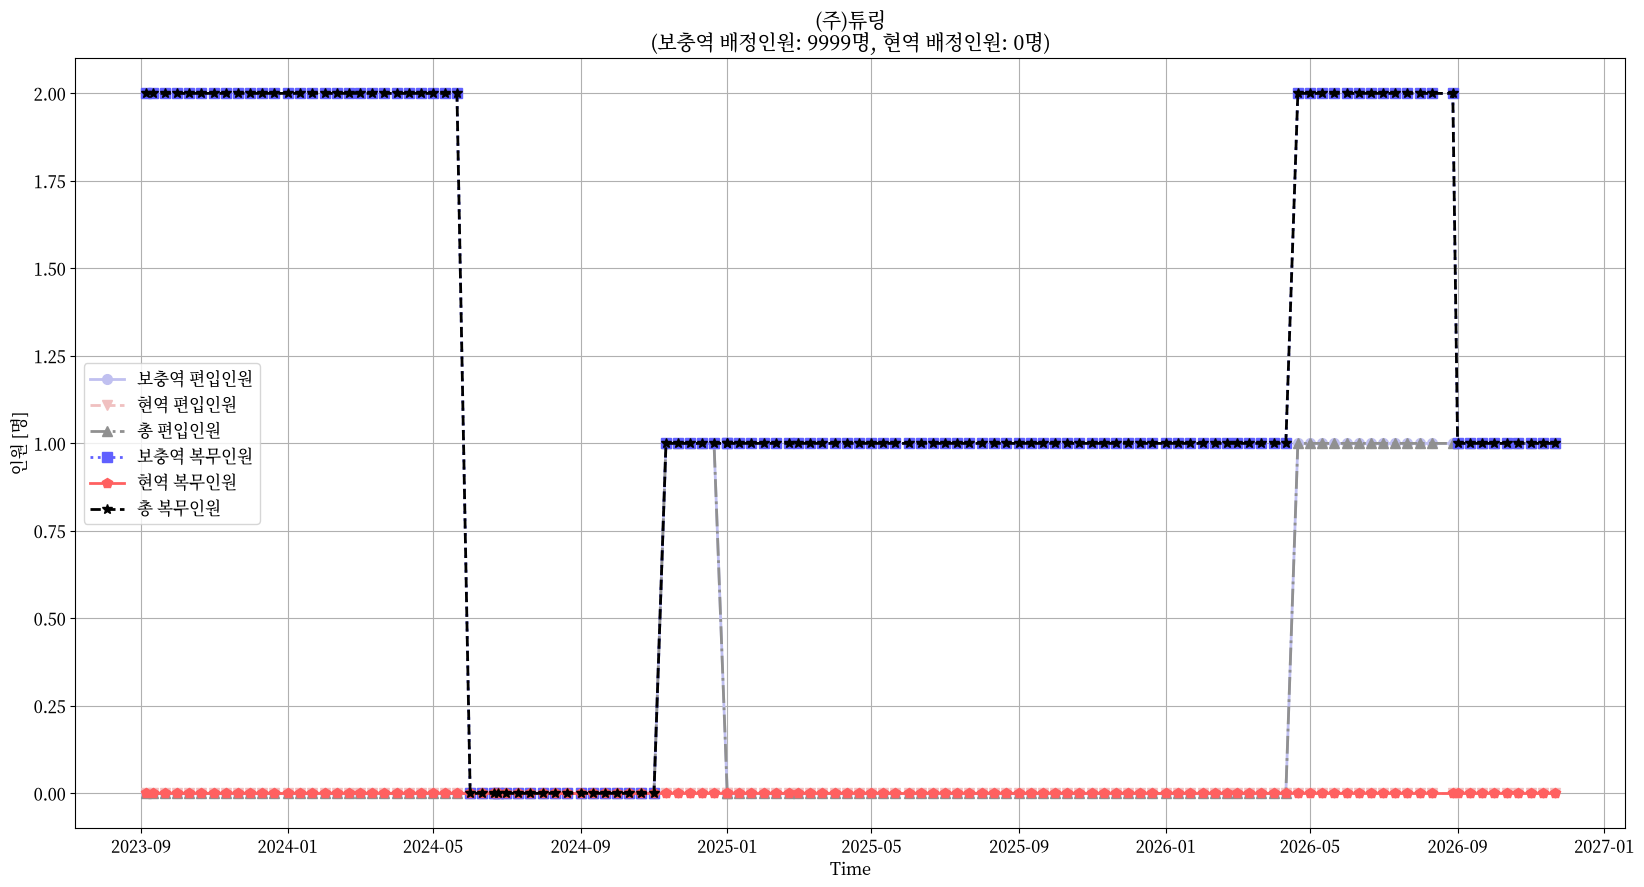 (주)튜링
(보충역 배정인원: 9999명, 현역 배정인원: 0명)
2.00
1.75
1.50
1.25
1.00
0.75
0.50
0.25
0.00
인원 [명]
보충역 편입인원
현역 편입인원
총 편입인원
보충역 복무인원
현역 복무인원
총 복무인원
2023-09 2024-01 2024-05 2024-09 2025-01 2025-05 2025-09 2026-01 2026-05 2026-09 2027-01
Time